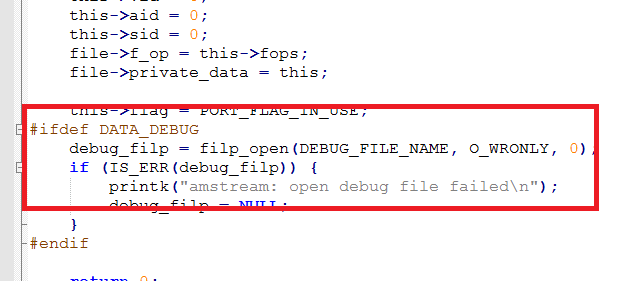 this->aid = 0;
this->sid = 0;
file->f_op = this->fops;
file->private_data = this;
this->flag = PORT_FLAG_IN_USE;
#ifdef DATA_DEBUG
debug_filp = filp_open(DEBUG_FILE_NAME, O_WRONLY, 0);
if (IS_ERR(debug_filp)) {
printk("amstream: open debug file failed\n");
debug_filp = NULL;
}
#endif
return 0;